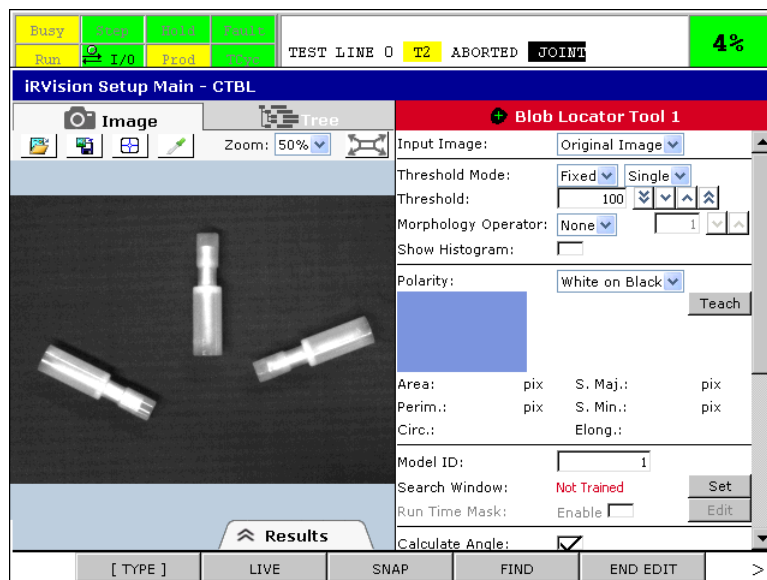 Busy Step Hold Fault
Run I/O Prod TCyc
TEST LINE 0 T2 ABORTED JOINT
4%
iRVision Setup Main - CTBL
Image Tree
Blob Locator Tool 1
Zoom: 50%
Input Image: Original Image
Threshold Mode: Fixed Single
Threshold: 100
Morphology Operator: None 1
Show Histogram:
Polarity: White on Black
Teach
Area: pix S. Maj.: pix
Perim.: pix S. Min.: pix
Circ.: Elong.:
Model ID: 1
Search Window: Not Trained Set
Run Time Mask: Enable Edit
Results
Calculate Angle:
[ TYPE ] LIVE SNAP FIND END EDIT >